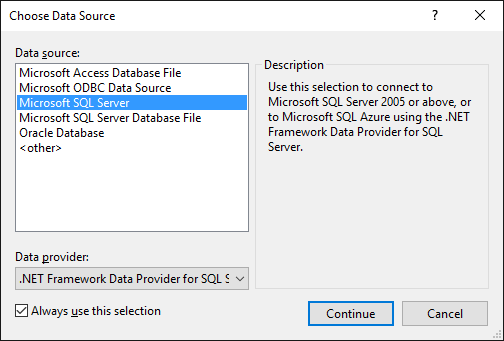 Choose Data Source
Data source:
Microsoft Access Database File
Microsoft ODBC Data Source
Microsoft SQL Server
Microsoft SQL Server Database File
Oracle Database
<other>
Description
Use this selection to connect to
Microsoft SQL Server 2005 or above, or
to Microsoft SQL Azure using the .NET
Framework Data Provider for SQL
Server.
Data provider:
.NET Framework Data Provider for SQL S
Always use this selection
Continue
Cancel